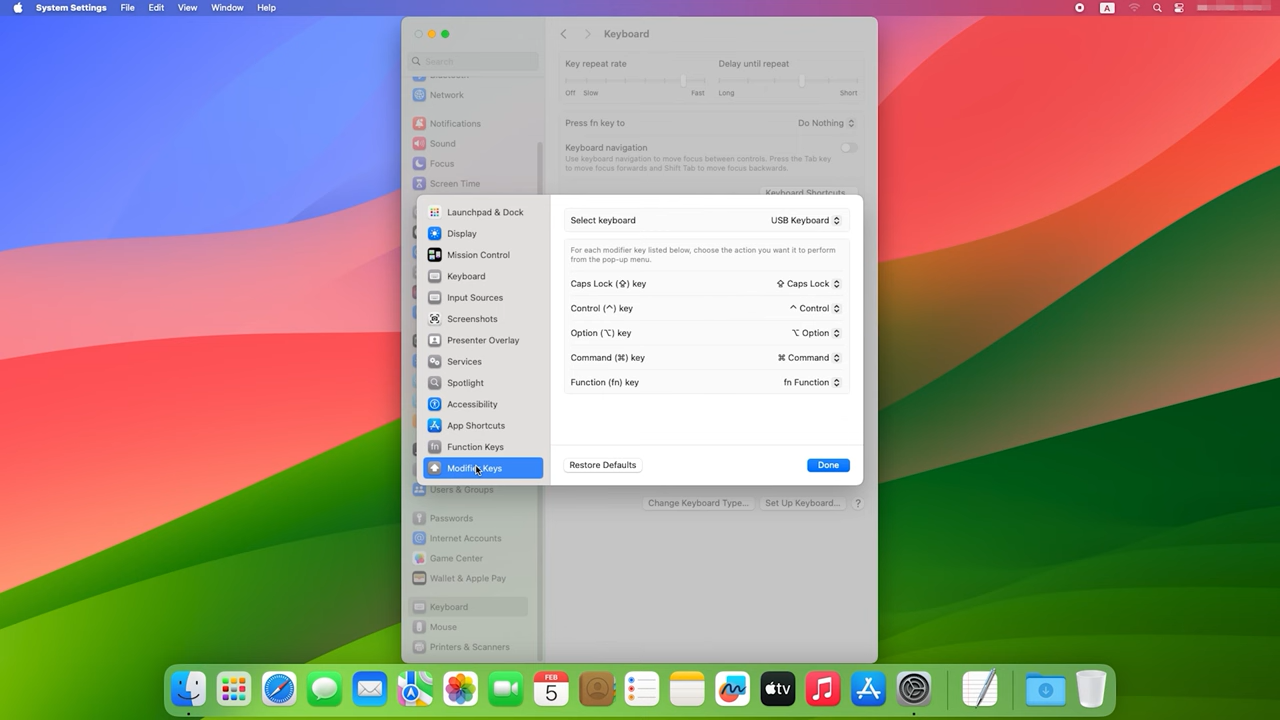 System Settings File Edit View Window Help
A
Keyboard
Search
Bluetooth
Network
Notifications
Sound
Focus
Screen Time
Key repeat rate
Delay until repeat
Off Slow Fast
Long Short
Press fn key to Do Nothing
Keyboard navigation
Use keyboard navigation to move focus between controls. Press the Tab key
to move focus forwards and Shift Tab to move focus backwards.
Keyboard Shortcuts...
Launchpad & Dock
Display
Mission Control
Keyboard
Input Sources
Screenshots
Presenter Overlay
Services
Spotlight
Accessibility
App Shortcuts
fn Function Keys
Modifier Keys
Select keyboard USB Keyboard
For each modifier key listed below, choose the action you want it to perform
from the pop-up menu.
Caps Lock (⇪) key ⇪ Caps Lock
Control (^) key ^ Control
Option (⌥) key ⌥ Option
Command (⌘) key ⌘ Command
Function (fn) key fn Function
Restore Defaults Done
Users & Groups
Passwords
Internet Accounts
Game Center
Wallet & Apple Pay
Keyboard
Mouse
Printers & Scanners
Change Keyboard Type... Set Up Keyboard... ?
FEB
5
tv